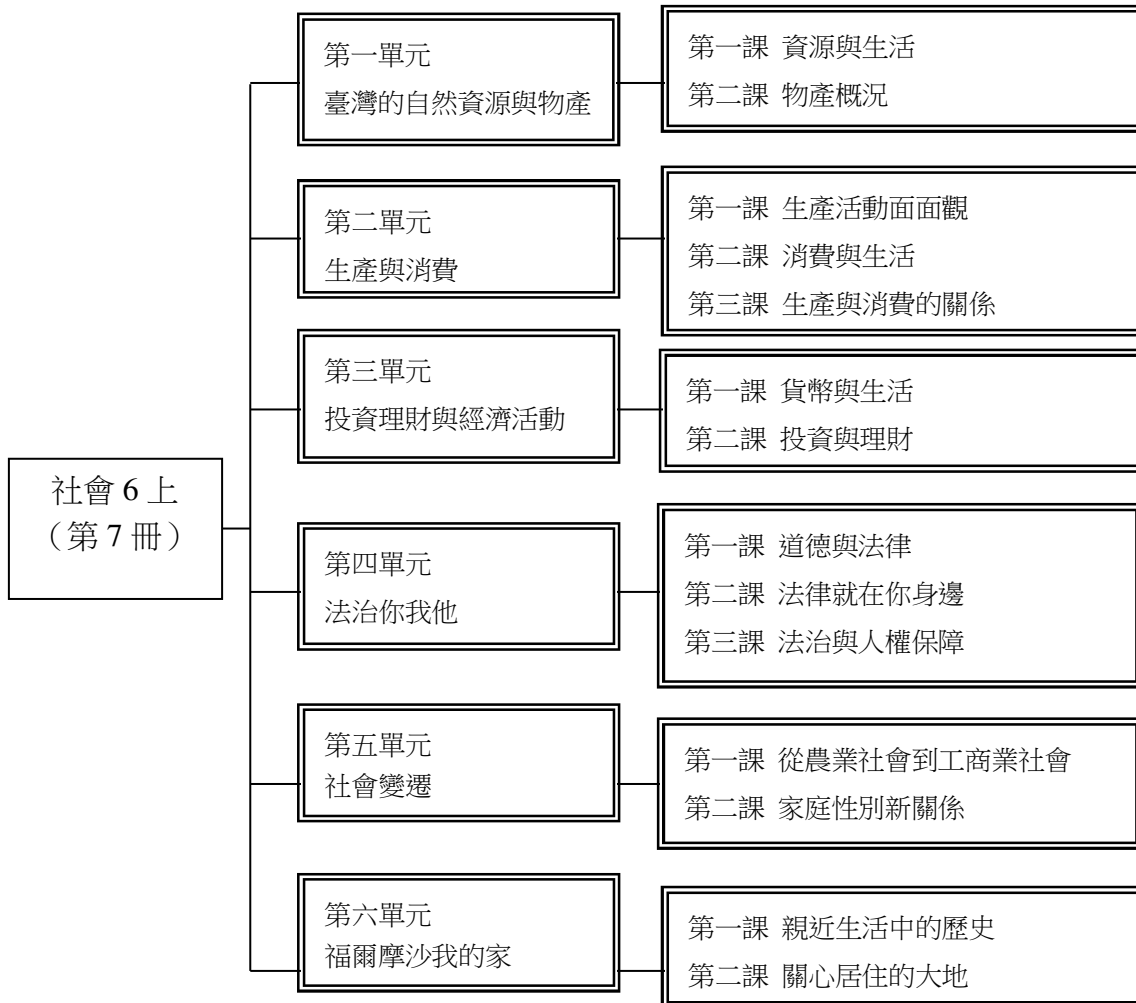 社會 6 上
（第 7 冊）
第一單元
臺灣的自然資源與物產
第一課 資源與生活
第二課 物產概況
第二單元
生產與消費
第一課 生產活動面面觀
第二課 消費與生活
第三課 生產與消費的關係
第三單元
投資理財與經濟活動
第一課 貨幣與生活
第二課 投資與理財
第四單元
法治你我他
第一課 道德與法律
第二課 法律就在你身邊
第三課 法治與人權保障
第五單元
社會變遷
第一課 從農業社會到工商業社會
第二課 家庭性別新關係
第六單元
福爾摩沙我的家
第一課 親近生活中的歷史
第二課 關心居住的大地